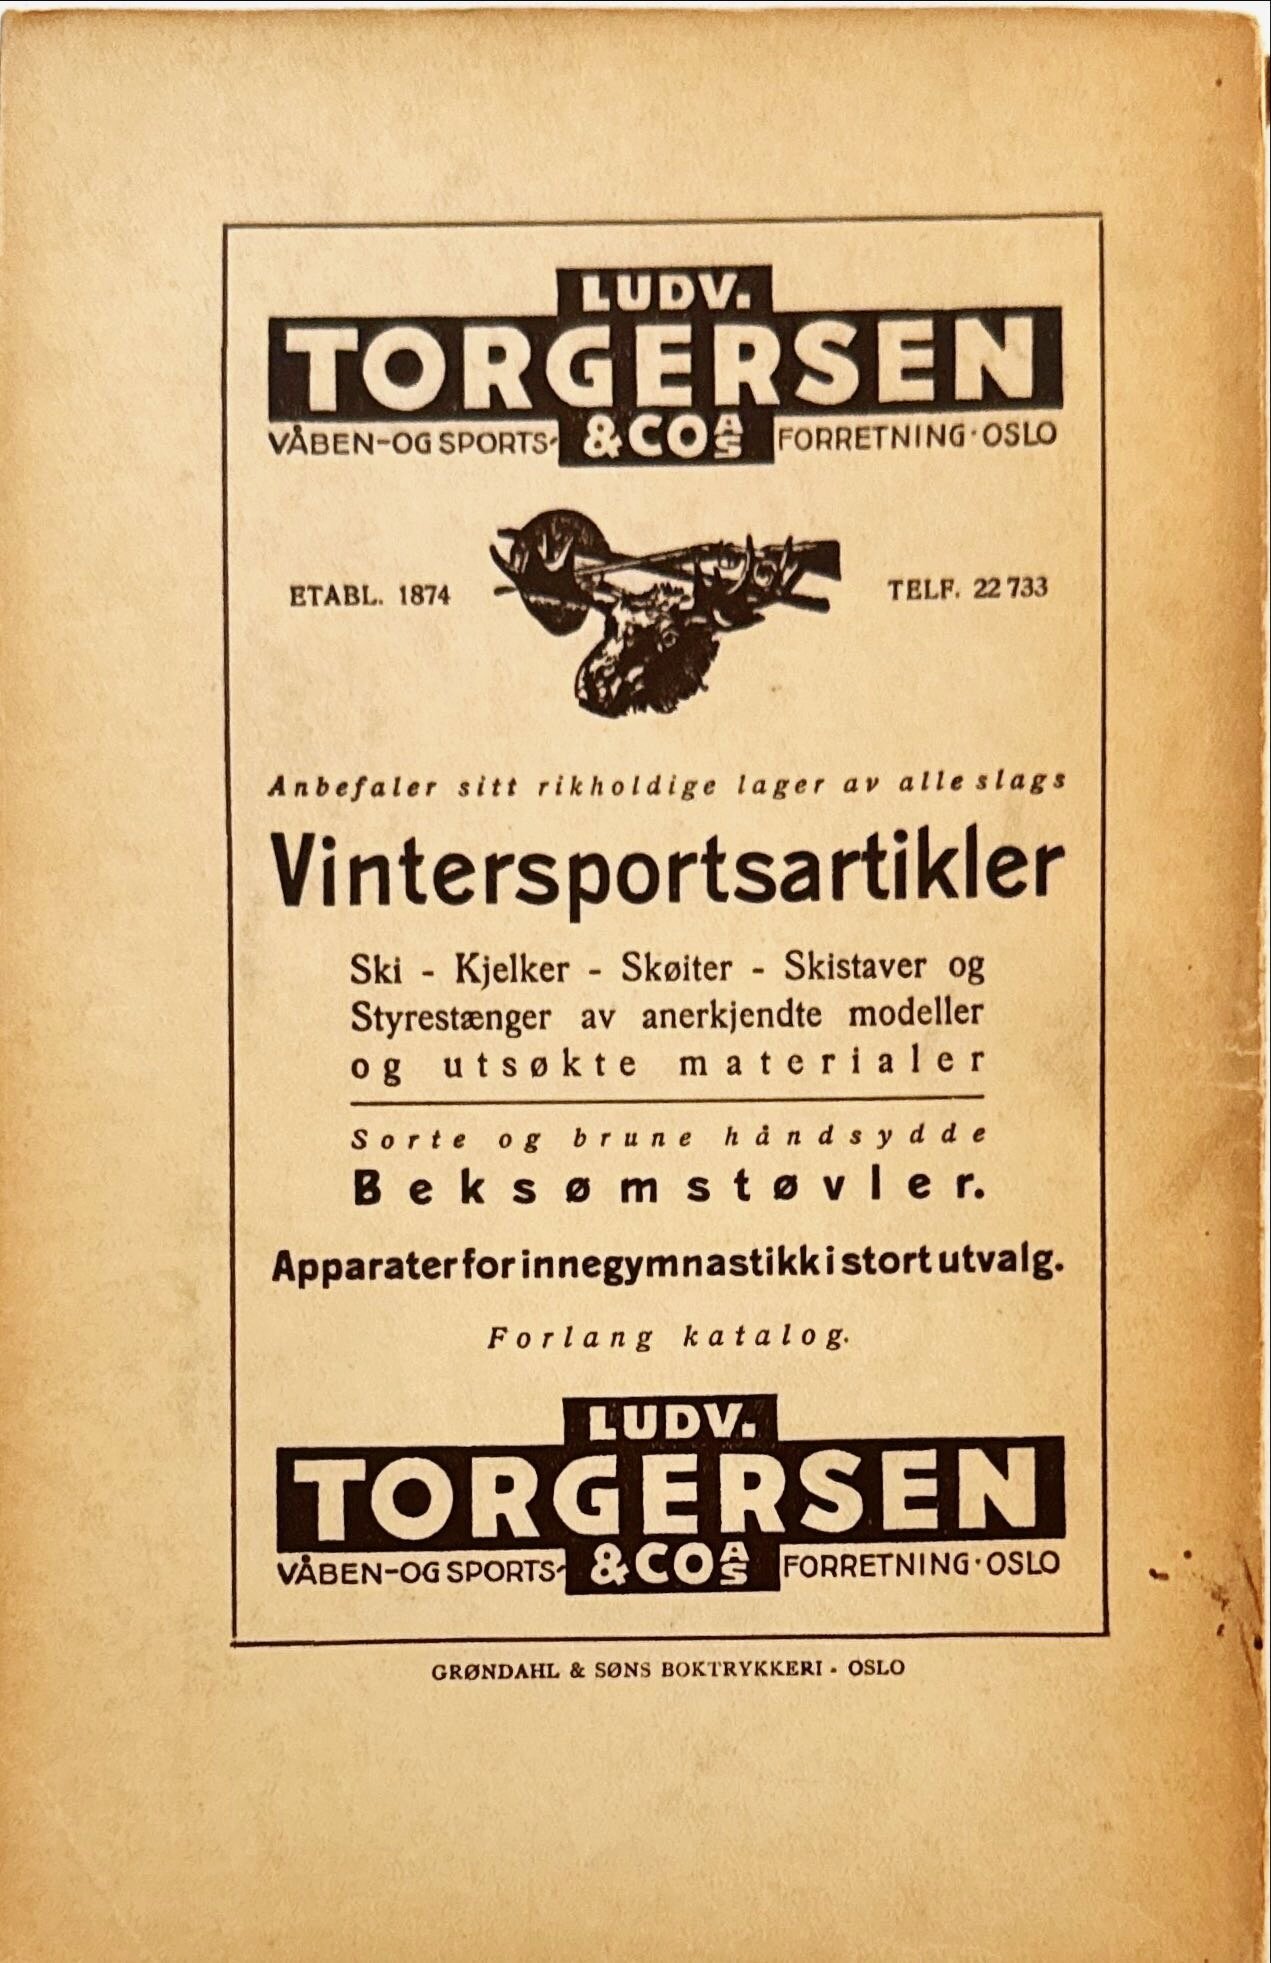 LUDV.
TORGERSEN
VÅBEN-OG SPORTS- & CO A/S FORRETNING · OSLO
ETABL. 1874
TELF. 22 733
Anbefaler sitt rikholdige lager av alle slags
Vintersportsartikler
Ski - Kjelker - Skøiter - Skistaver og
Styrestænger av anerkjendte modeller
og utsøkte materialer
Sorte og brune håndsydde
Beksømstøvler.
Apparater for innegymnastikk i stort utvalg.
Forlang katalog.
LUDV.
TORGERSEN
VÅBEN-OG SPORTS- & CO A/S FORRETNING · OSLO
GRØNDAHL & SØNS BOKTRYKKERI - OSLO